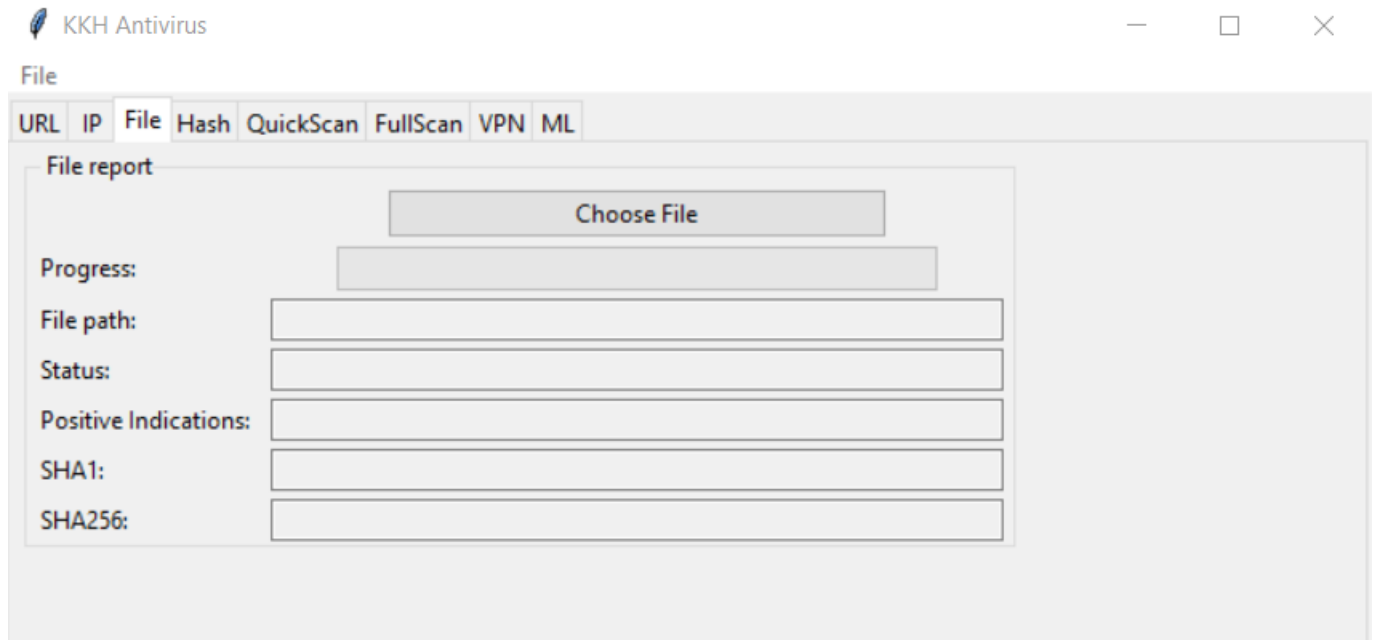 KKH Antivirus
File
URL IP File Hash QuickScan FullScan VPN ML
File report
Choose File
Progress:
File path:
Status:
Positive Indications:
SHA1:
SHA256: